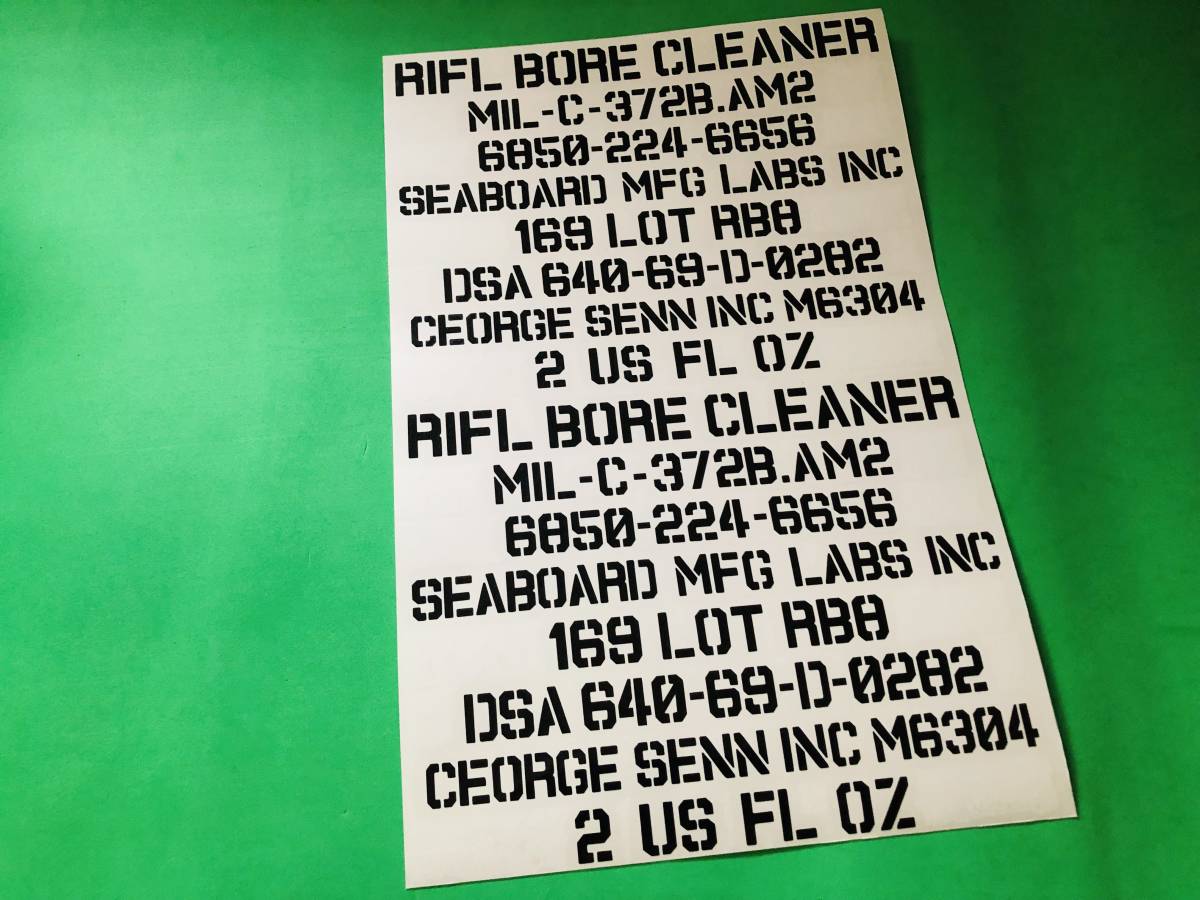 RIFL BORE CLEANER
MIL-C-372B.AM2
6850-224-6656
SEABOARD MFG LABS INC
169 LOT RB8
DSA 640-69-D-0282
CEORGE SENN INC M6304
2 US FL OZ
RIFL BORE CLEANER
MIL-C-372B.AM2
6850-224-6656
SEABOARD MFG LABS INC
169 LOT RB8
DSA 640-69-D-0282
CEORGE SENN INC M6304
2 US FL OZ